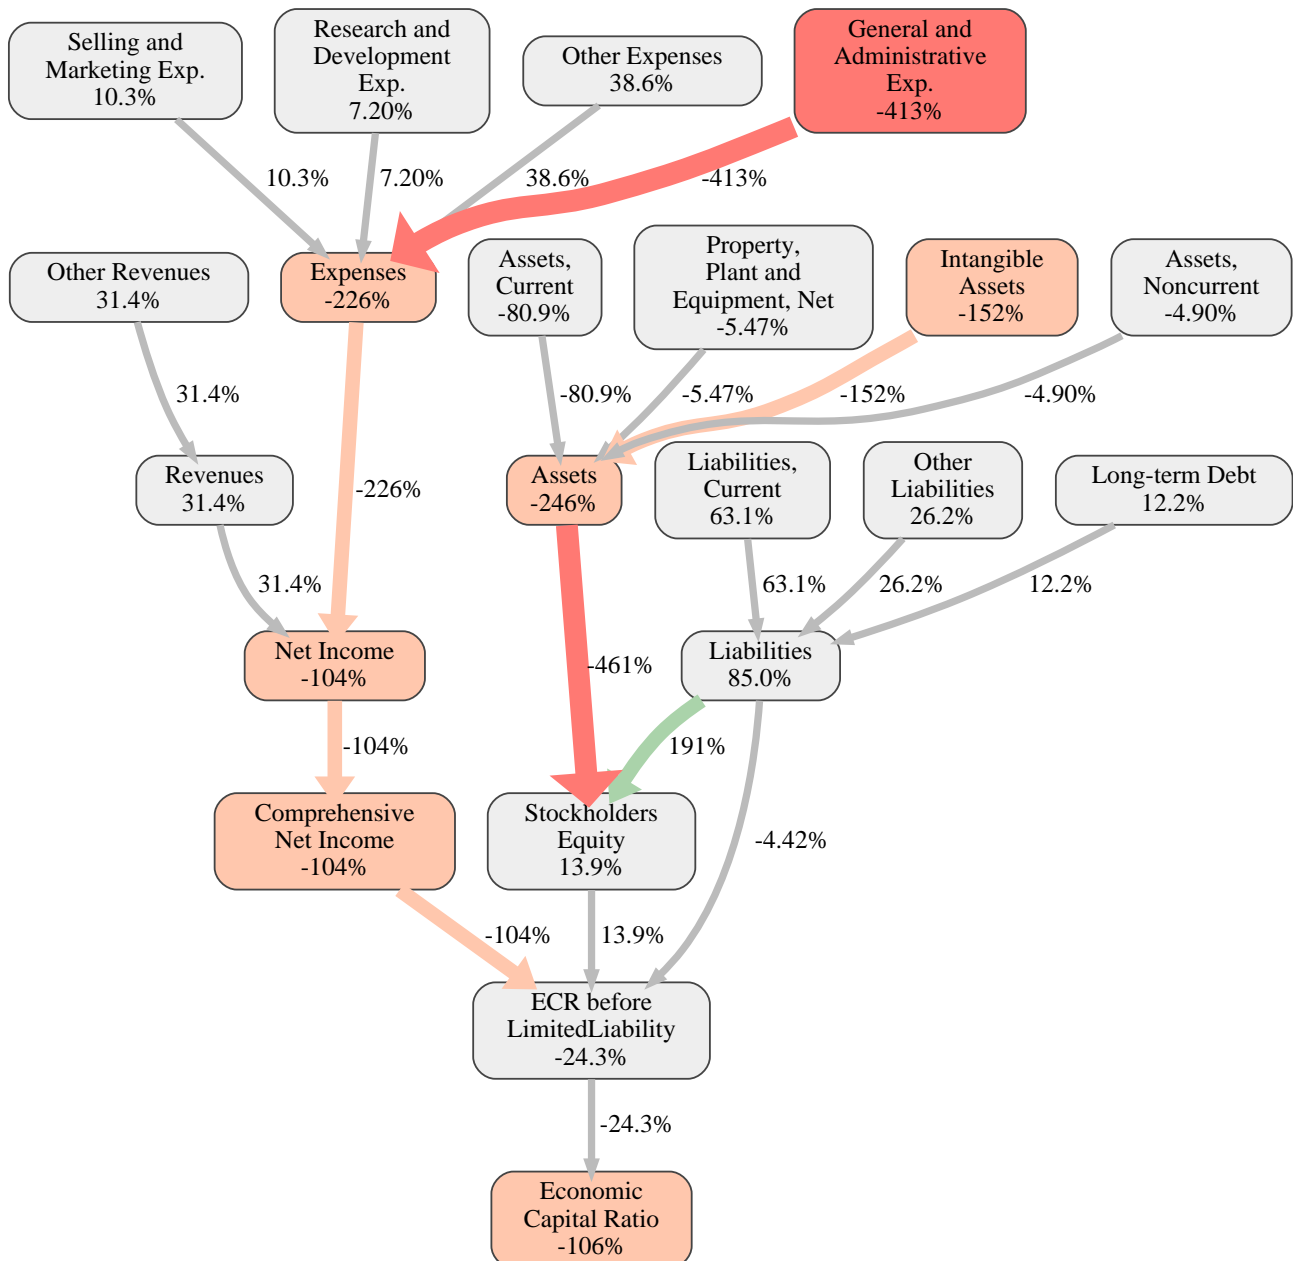 Selling and
Marketing Exp.
10.3%
Research and
Development
Exp.
7.20%
Other Expenses
38.6%
General and
Administrative
Exp.
-413%
10.3%
7.20%
38.6%
-413%
Other Revenues
31.4%
Expenses
-226%
Assets,
Current
-80.9%
Property,
Plant and
Equipment, Net
-5.47%
Intangible
Assets
-152%
Assets,
Noncurrent
-4.90%
31.4%
-80.9%
-5.47%
-152%
-4.90%
Revenues
31.4%
-226%
Assets
-246%
Liabilities,
Current
63.1%
Other
Liabilities
26.2%
Long-term Debt
12.2%
31.4%
63.1%
26.2%
12.2%
Net Income
-104%
-461%
Liabilities
85.0%
-104%
191%
Comprehensive
Net Income
-104%
Stockholders
Equity
13.9%
-4.42%
-104%
13.9%
ECR before
LimitedLiability
-24.3%
-24.3%
Economic
Capital Ratio
-106%